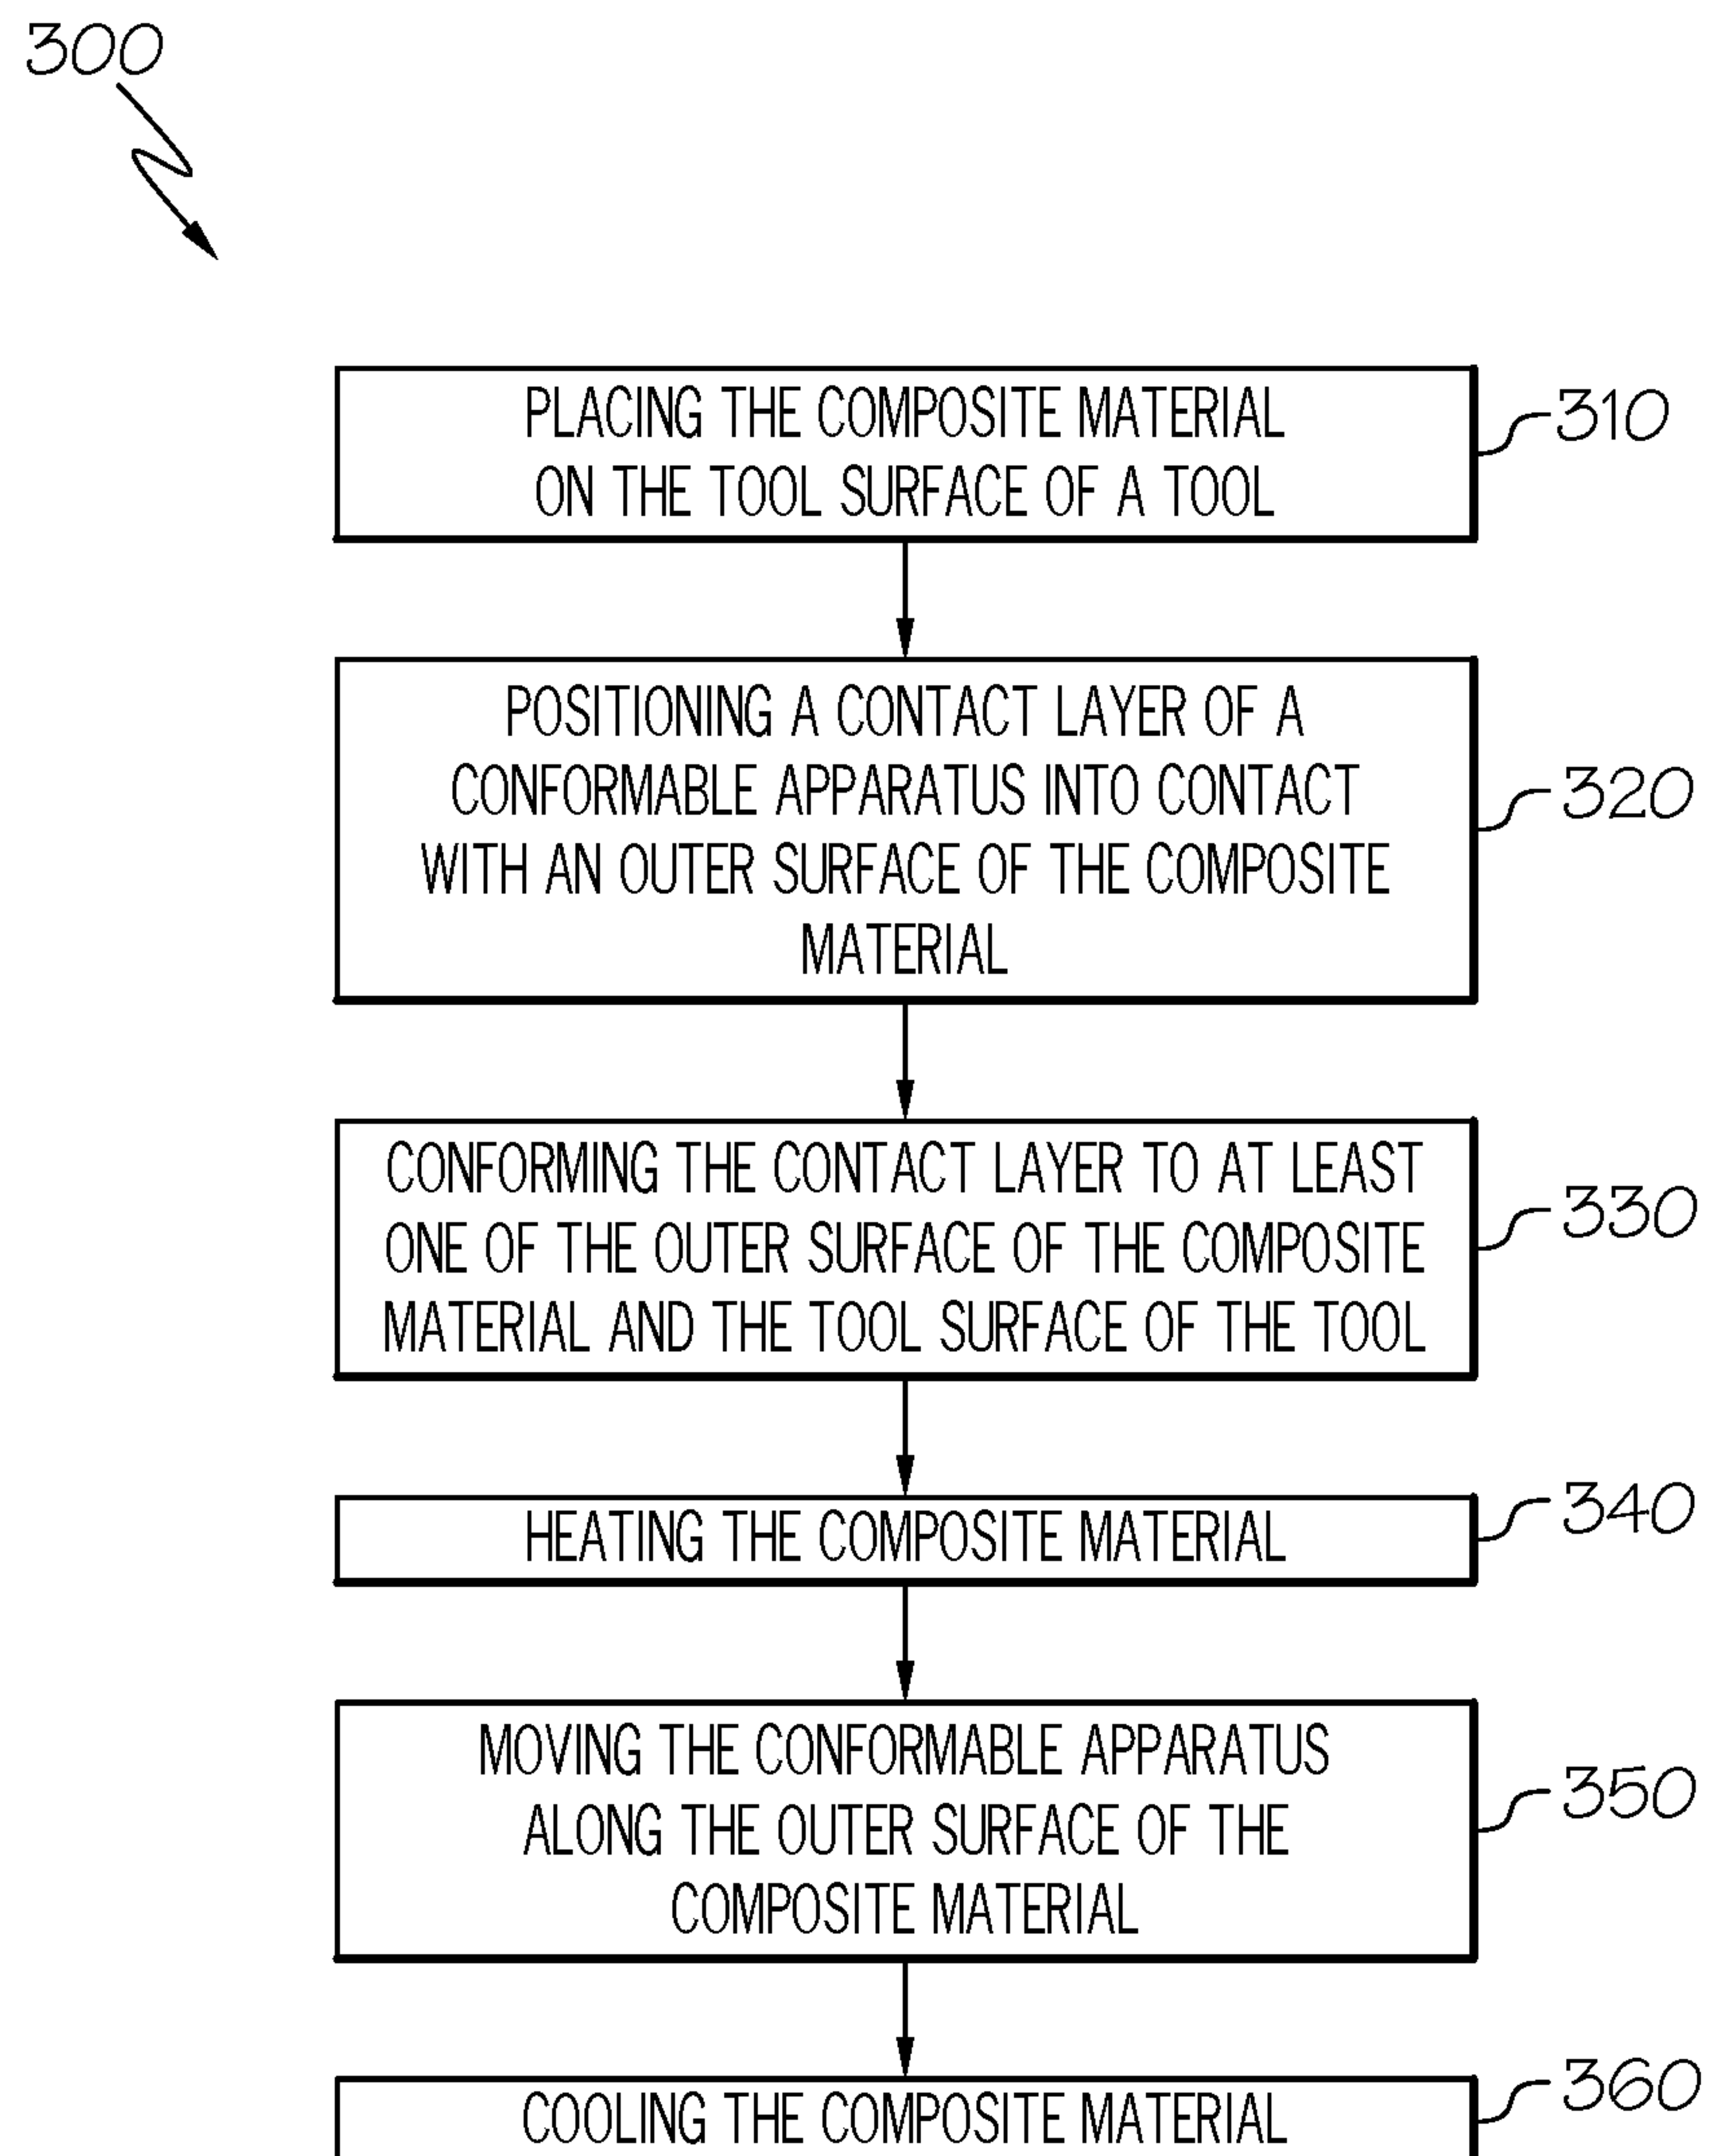 300
PLACING THE COMPOSITE MATERIAL
ON THE TOOL SURFACE OF A TOOL
310
POSITIONING A CONTACT LAYER OF A
CONFORMABLE APPARATUS INTO CONTACT
WITH AN OUTER SURFACE OF THE COMPOSITE
MATERIAL
320
CONFORMING THE CONTACT LAYER TO AT LEAST
ONE OF THE OUTER SURFACE OF THE COMPOSITE
MATERIAL AND THE TOOL SURFACE OF THE TOOL
330
HEATING THE COMPOSITE MATERIAL
340
MOVING THE CONFORMABLE APPARATUS
ALONG THE OUTER SURFACE OF THE
COMPOSITE MATERIAL
350
COOLING THE COMPOSITE MATERIAL
360